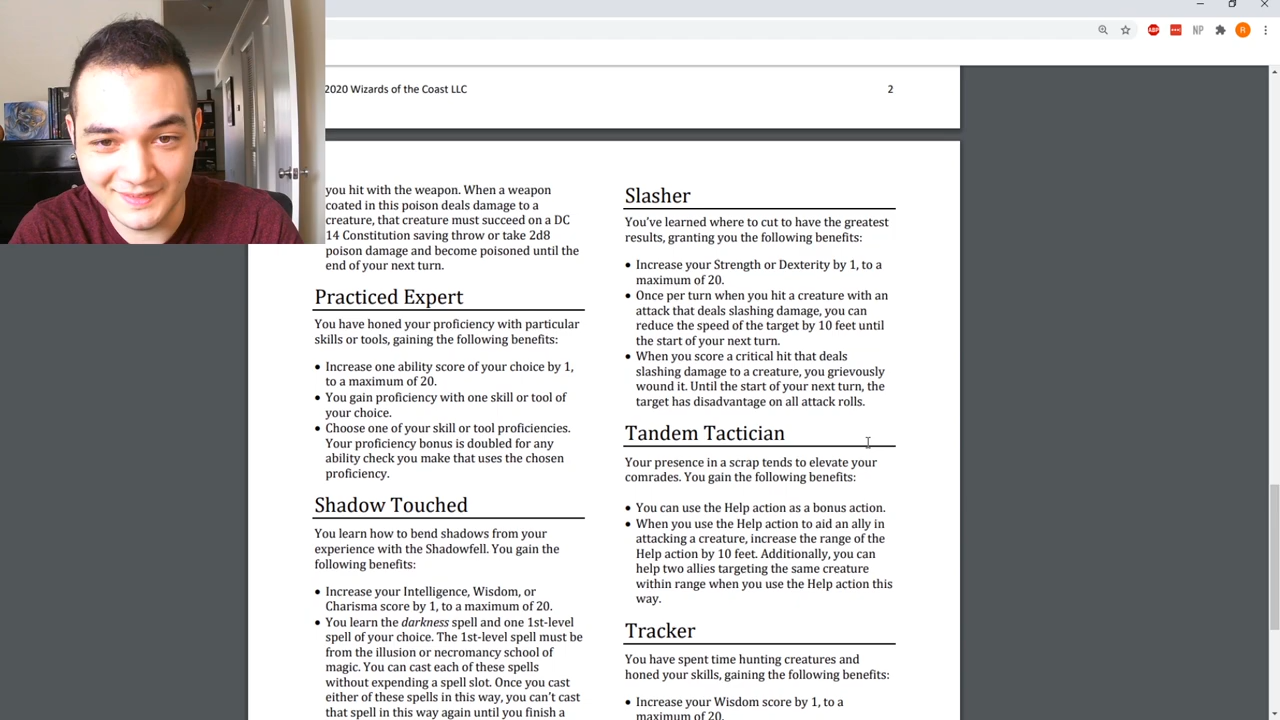 ABP
NP
R
2020 Wizards of the Coast LLC
2
you hit with the weapon. When a weapon
coated in this poison deals damage to a
creature, that creature must succeed on a DC
14 Constitution saving throw or take 2d8
poison damage and become poisoned until the
end of your next turn.
Practiced Expert
You have honed your proficiency with particular
skills or tools, gaining the following benefits:
• Increase one ability score of your choice by 1,
to a maximum of 20.
• You gain proficiency with one skill or tool of
your choice.
• Choose one of your skill or tool proficiencies.
Your proficiency bonus is doubled for any
ability check you make that uses the chosen
proficiency.
Shadow Touched
You learn how to bend shadows from your
experience with the Shadowfell. You gain the
following benefits:
• Increase your Intelligence, Wisdom, or
Charisma score by 1, to a maximum of 20.
• You learn the darkness spell and one 1st-level
spell of your choice. The 1st-level spell must be
from the illusion or necromancy school of
magic. You can cast each of these spells
without expending a spell slot. Once you cast
either of these spells in this way, you can't cast
that spell in this way again until you finish a
Slasher
You've learned where to cut to have the greatest
results, granting you the following benefits:
• Increase your Strength or Dexterity by 1, to a
maximum of 20.
• Once per turn when you hit a creature with an
attack that deals slashing damage, you can
reduce the speed of the target by 10 feet until
the start of your next turn.
• When you score a critical hit that deals
slashing damage to a creature, you grievously
wound it. Until the start of your next turn, the
target has disadvantage on all attack rolls.
Tandem Tactician
Your presence in a scrap tends to elevate your
comrades. You gain the following benefits:
• You can use the Help action as a bonus action.
• When you use the Help action to aid an ally in
attacking a creature, increase the range of the
Help action by 10 feet. Additionally, you can
help two allies targeting the same creature
within range when you use the Help action this
way.
Tracker
You have spent time hunting creatures and
honed your skills, gaining the following benefits:
• Increase your Wisdom score by 1, to a
maximum of 20.